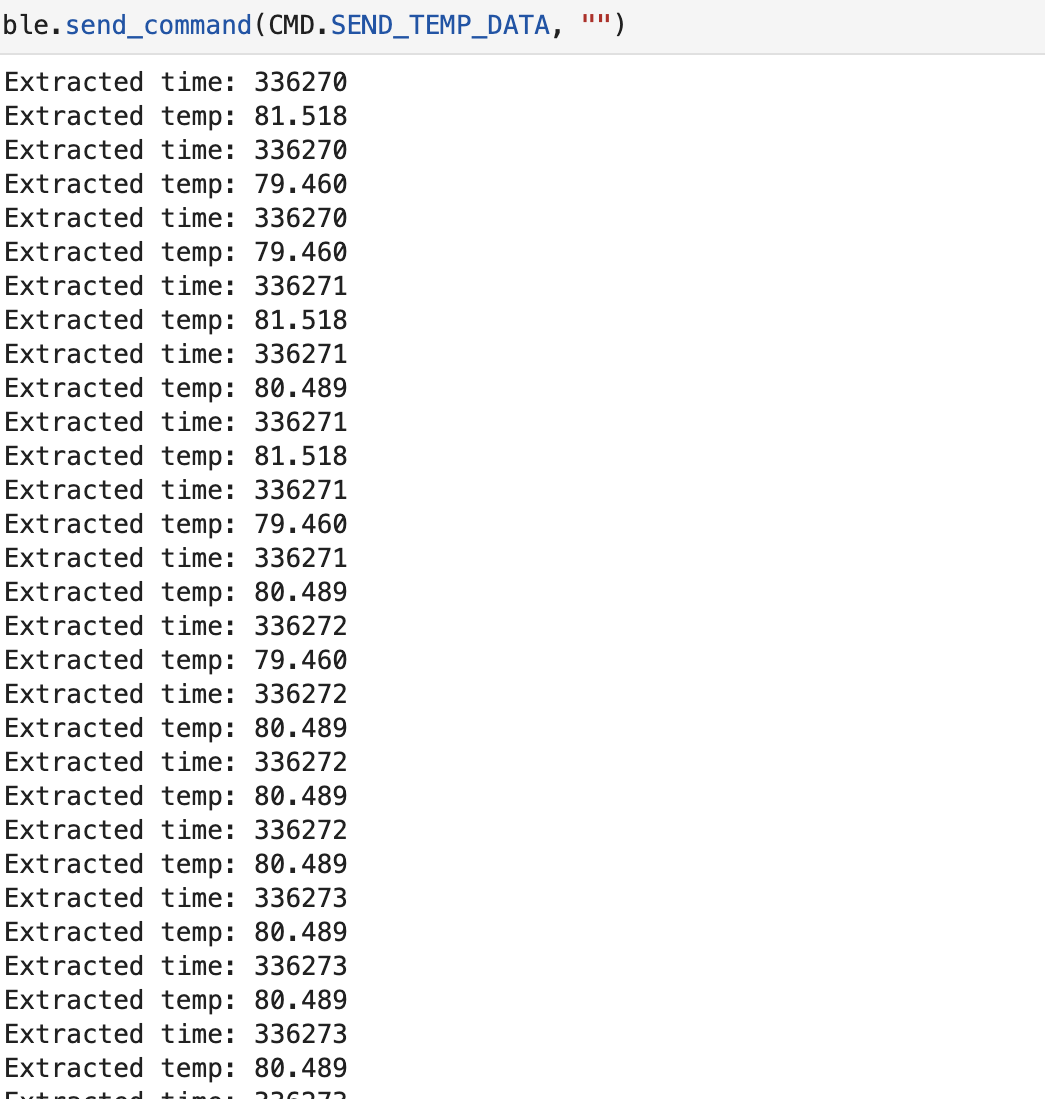 ble.send_command(CMD.SEND_TEMP_DATA, "")
Extracted time: 336270
Extracted temp: 81.518
Extracted time: 336270
Extracted temp: 79.460
Extracted time: 336270
Extracted temp: 79.460
Extracted time: 336271
Extracted temp: 81.518
Extracted time: 336271
Extracted temp: 80.489
Extracted time: 336271
Extracted temp: 81.518
Extracted time: 336271
Extracted temp: 79.460
Extracted time: 336271
Extracted temp: 80.489
Extracted time: 336272
Extracted temp: 79.460
Extracted time: 336272
Extracted temp: 80.489
Extracted time: 336272
Extracted temp: 80.489
Extracted time: 336272
Extracted temp: 80.489
Extracted time: 336273
Extracted temp: 80.489
Extracted time: 336273
Extracted temp: 80.489
Extracted time: 336273
Extracted temp: 80.489
Extracted time: 336273